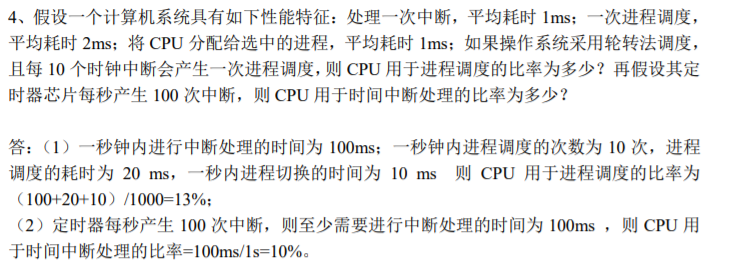 4、假设一个计算机系统具有如下性能特征：处理一次中断，平均耗时 1ms；一次进程调度，
平均耗时 2ms；将 CPU 分配给选中的进程，平均耗时 1ms；如果操作系统采用轮转法调度，
且每 10 个时钟中断会产生一次进程调度，则 CPU 用于进程调度的比率为多少？再假设其定
时器芯片每秒产生 100 次中断，则 CPU 用于时间中断处理的比率为多少？
答：（1）一秒钟内进行中断处理的时间为 100ms；一秒钟内进程调度的次数为 10 次，进程
调度的耗时为 20 ms，一秒内进程切换的时间为 10 ms 则 CPU 用于进程调度的比率为
（100+20+10）/1000=13%；
（2）定时器每秒产生 100 次中断，则至少需要进行中断处理的时间为 100ms ，则 CPU 用
于时间中断处理的比率=100ms/1s=10%。